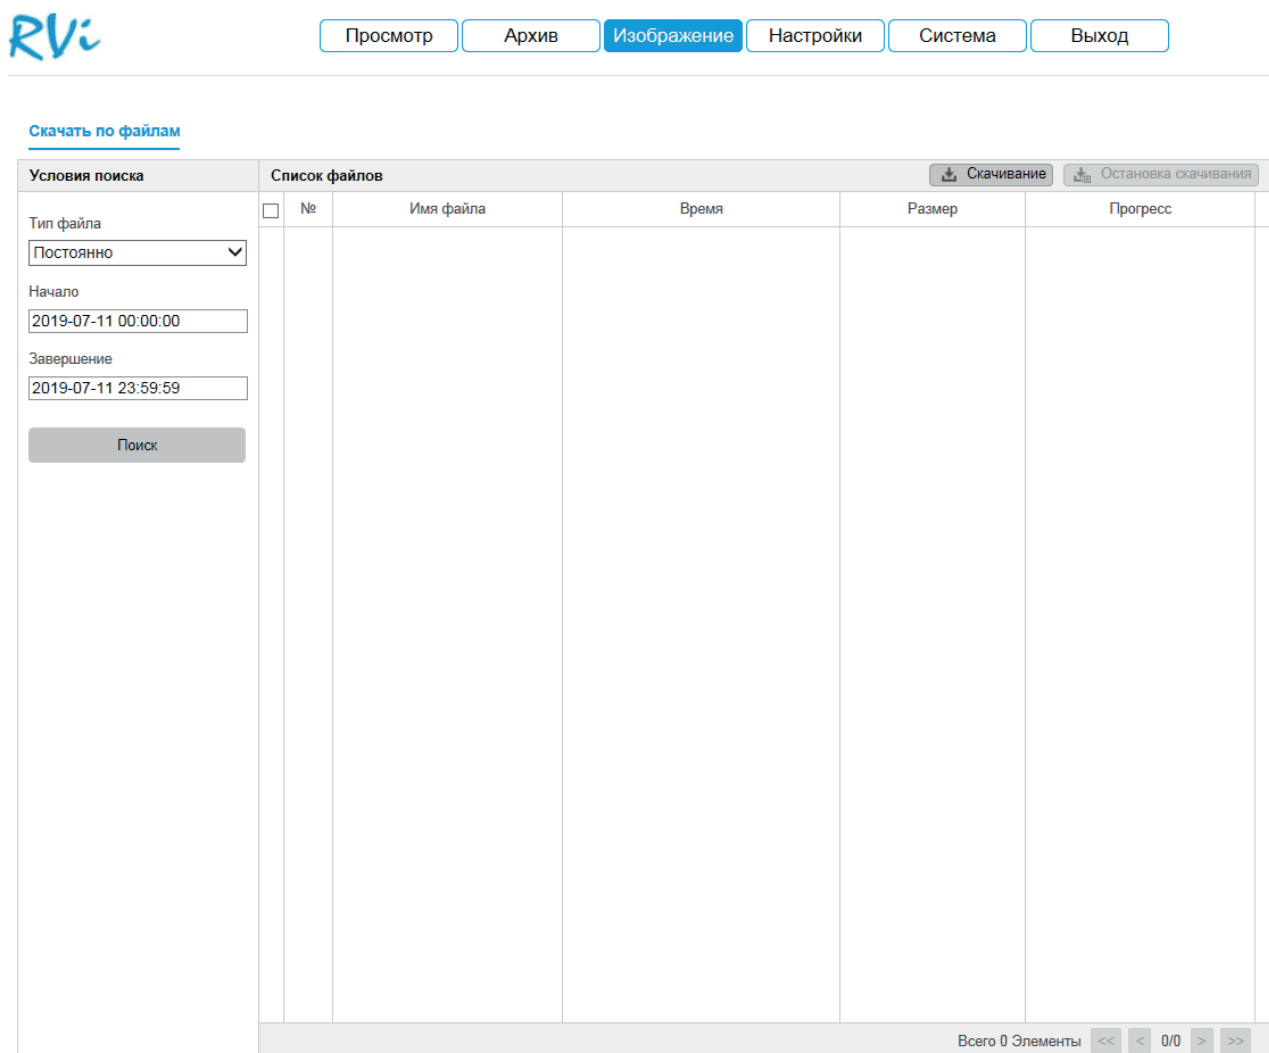 RVi
Просмотр Архив Изображение Настройки Система Выход
Скачать по файлам
Условия поиска
Список файлов Скачивание Остановка скачивания
№ Имя файла Время Размер Прогресс
Тип файла
Постоянно
Начало
2019-07-11 00:00:00
Завершение
2019-07-11 23:59:59
Поиск
Всего 0 Элементы << < 0/0 > >>